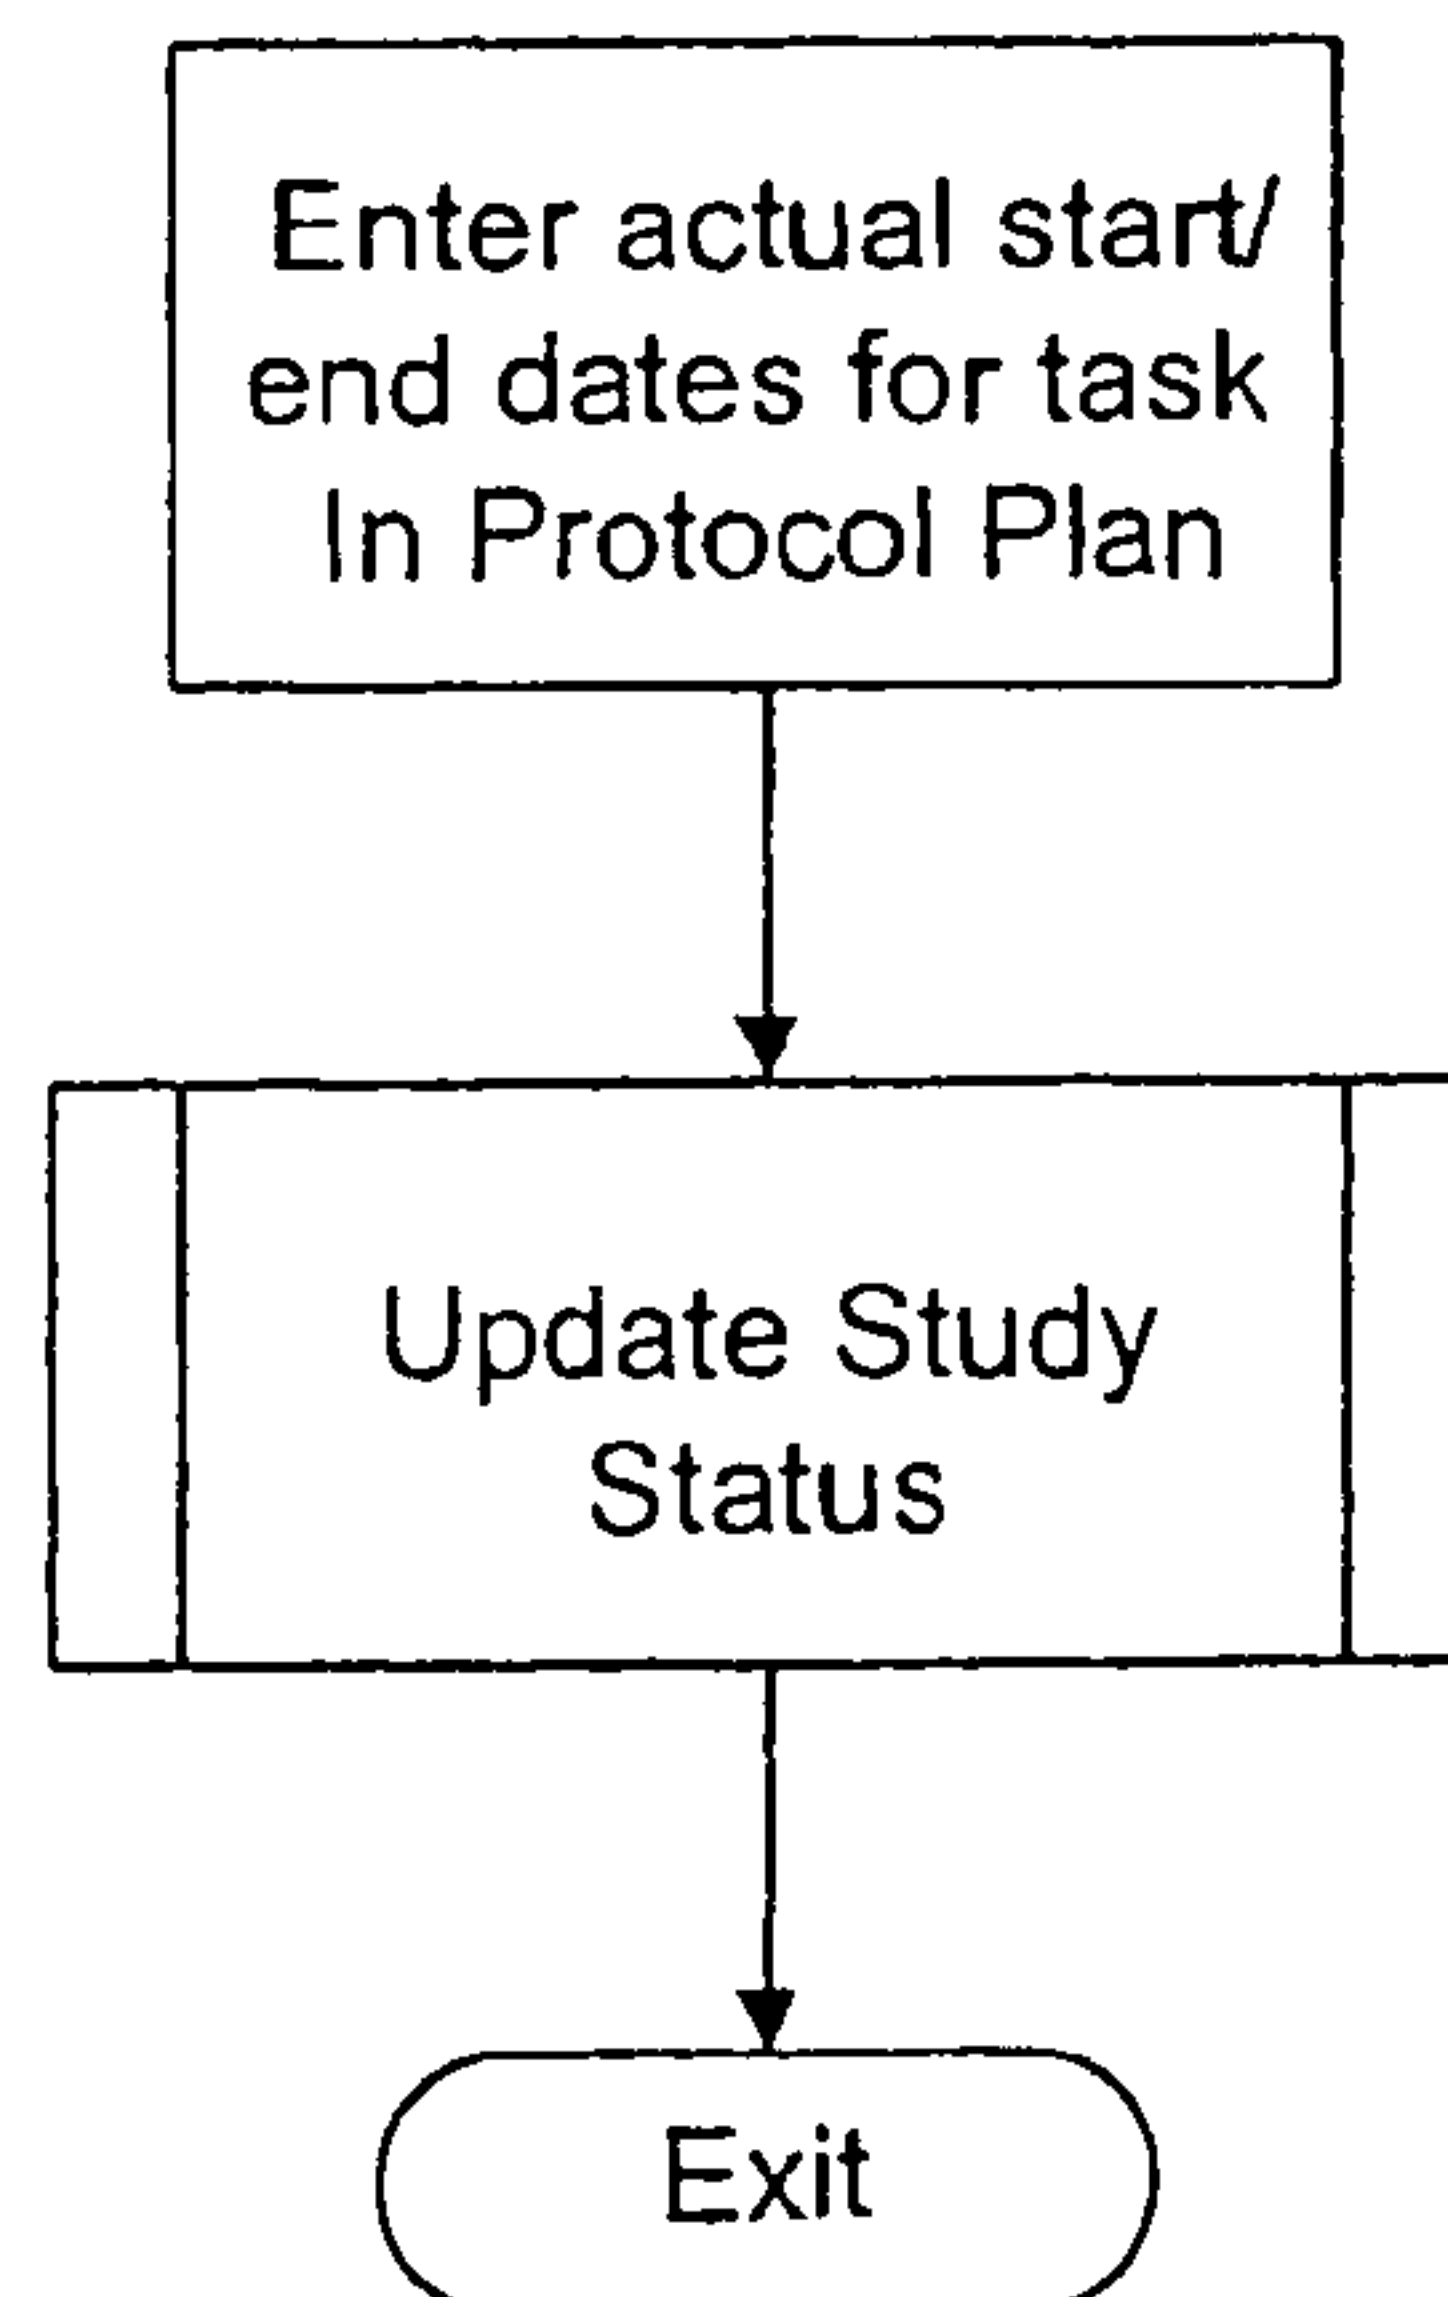 Enter actual start/
end dates for task
In Protocol Plan
Update Study
Status
Exit